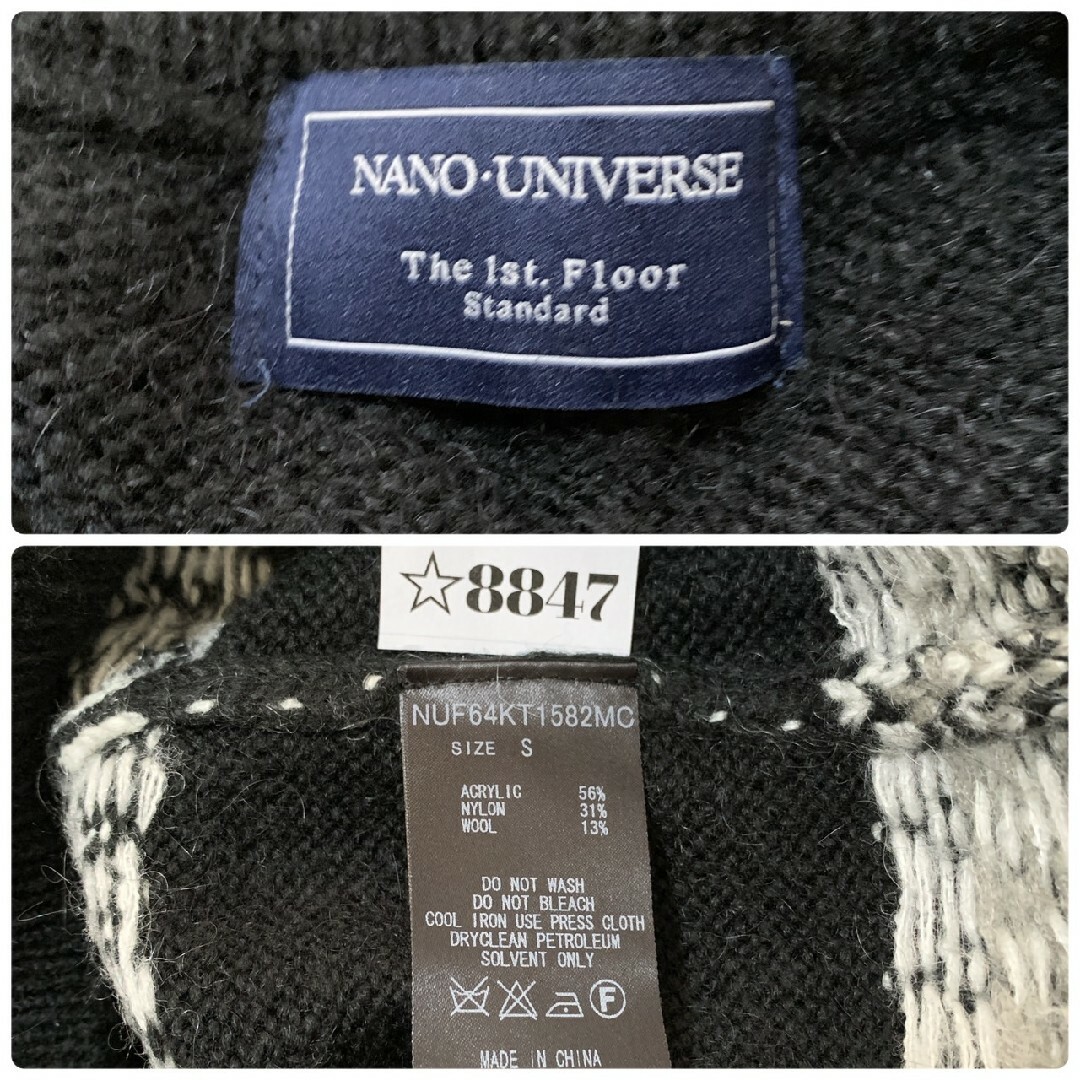 NANO·UNIVERSE
The 1st. Floor
Standard
☆8847
NUF64KT1582MC
SIZE S
ACRYLIC 56%
NYLON 31%
WOOL 13%
DO NOT WASH
DO NOT BLEACH
COOL IRON USE PRESS CLOTH
DRYCLEAN PETROLEUM
SOLVENT ONLY
F
MADE IN CHINA